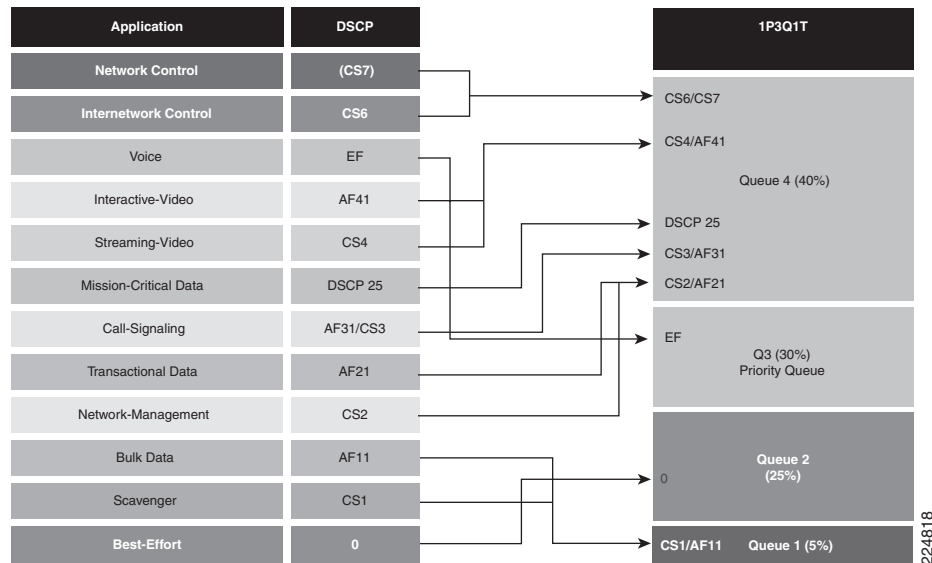 Application DSCP 1P3Q1T
Network Control (CS7)
Internetwork Control CS6
Voice EF
Interactive-Video AF41
Streaming-Video CS4
Mission-Critical Data DSCP 25
Call-Signaling AF31/CS3
Transactional Data AF21
Network-Management CS2
Bulk Data AF11
Scavenger CS1
Best-Effort 0
CS6/CS7
CS4/AF41
Queue 4 (40%)
DSCP 25
CS3/AF31
CS2/AF21
EF
Q3 (30%)
Priority Queue
Queue 2
(25%)
0
CS1/AF11 Queue 1 (5%)
224818